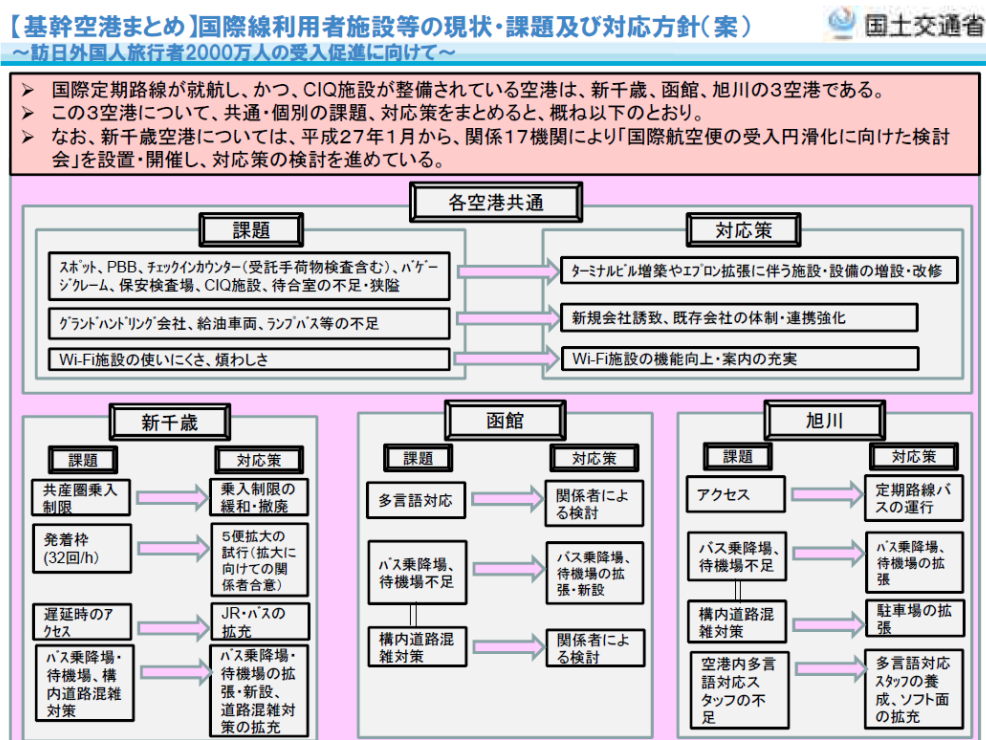 【基幹空港まとめ】国際線利用者施設等の現状・課題及び対応方針(案)
国土交通省
～訪日外国人旅行者2000万人の受入促進に向けて～
➢ 国際定期路線が就航し、かつ、CIQ施設が整備されている空港は、新千歳、函館、旭川の3空港である。
➢ この3空港について、共通・個別の課題、対応策をまとめると、概ね以下のとおり。
➢ なお、新千歳空港については、平成27年1月から、関係17機関により「国際航空便の受入円滑化に向けた検討
会」を設置・開催し、対応策の検討を進めている。
各空港共通
課題
対応策
ｽﾎﾟｯﾄ、PBB、ﾁｪｯｸｲﾝｶｳﾝﾀｰ(受託手荷物検査含む)、ﾊﾞｹﾞｰ
ｼﾞｸﾚｰﾑ、保安検査場、CIQ施設、待合室の不足・狭隘
ﾀｰﾐﾅﾙﾋﾞﾙ増築やｴﾌﾟﾛﾝ拡張に伴う施設・設備の増設・改修
ｸﾞﾗﾝﾄﾞﾊﾝﾄﾞﾘﾝｸﾞ会社、給油車両、ﾗﾝﾌﾟﾊﾞｽ等の不足
新規会社誘致、既存会社の体制・連携強化
Wi-Fi施設の使いにくさ、煩わしさ
Wi-Fi施設の機能向上・案内の充実
新千歳
課題
対応策
共産圏乗入
制限
乗入制限の
緩和・撤廃
発着枠
(32回/h)
5便拡大の
試行(拡大に
向けての関
係者合意)
遅延時のｱ
ｸｾｽ
JR・ﾊﾞｽの
拡充
ﾊﾞｽ乗降場・
待機場、構
内道路混雑
対策
ﾊﾞｽ乗降場・
待機場の拡
張・新設、
道路混雑対
策の拡充
函館
課題
対応策
多言語対応
関係者によ
る検討
ﾊﾞｽ乗降場、
待機場不足
ﾊﾞｽ乗降場、
待機場の拡
張・新設
構内道路混
雑対策
関係者によ
る検討
旭川
課題
対応策
アクセス
定期路線バ
スの運行
バス乗降場、
待機場不足
ﾊﾞｽ乗降場、
待機場の拡
張
構内道路混
雑対策
駐車場の拡
張
空港内多言
語対応ス
タッフの不
足
多言語対応
ｽﾀｯﾌの養
成、ソフト面
の拡充